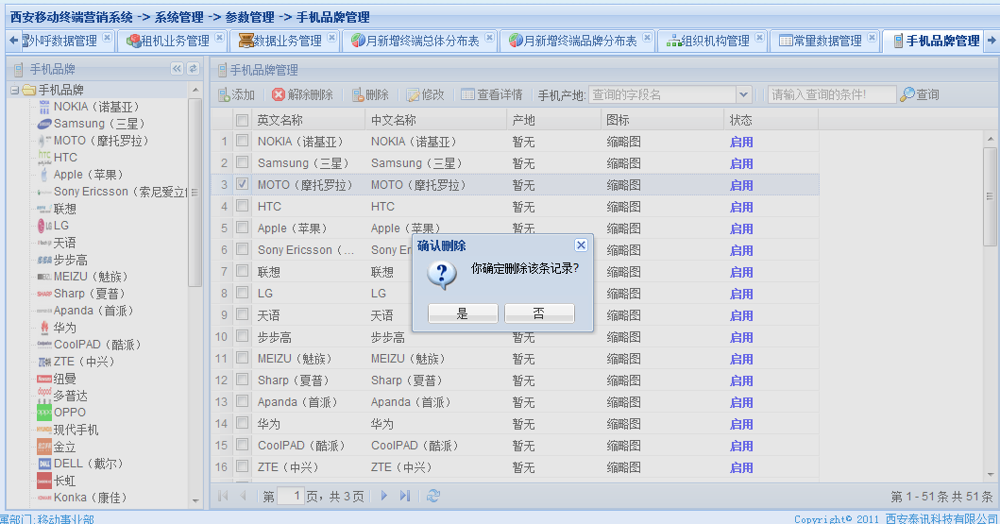 西安移动终端营销系统 -> 系统管理 -> 参数管理 -> 手机品牌管理
外呼数据管理 租机业务管理 数据业务管理 月新增终端总体分布表 月新增终端品牌分布表 组织机构管理 常量数据管理 手机品牌管理
手机品牌
手机品牌
NOKIA（诺基亚）
Samsung（三星）
MOTO（摩托罗拉）
HTC
Apple（苹果）
Sony Ericsson（索尼爱立
联想
LG
天语
步步高
MEIZU（魅族）
Sharp（夏普）
Apanda（首派）
华为
CoolPAD（酷派）
ZTE（中兴）
纽曼
多普达
OPPO
现代手机
金立
DELL（戴尔）
长虹
Konka（康佳）
手机品牌管理
添加 解除删除 删除 修改 查看详情 手机产地: 查询的字段名 请输入查询的条件! 查询
英文名称 中文名称 产地 图标 状态
1 NOKIA（诺基亚） NOKIA（诺基亚） 暂无 缩略图 启用
2 Samsung（三星） Samsung（三星） 暂无 缩略图 启用
3 MOTO（摩托罗拉） MOTO（摩托罗拉） 暂无 缩略图 启用
4 HTC HTC 暂无 缩略图 启用
5 Apple（苹果） Apple（苹果） 暂无 缩略图 启用
6 Sony Ericsson（... Sony Er 缩略图 启用
7 联想 联想 缩略图 启用
8 LG LG 缩略图 启用
9 天语 天语 缩略图 启用
10 步步高 步步高 暂无 缩略图 启用
11 MEIZU（魅族） MEIZU（魅族） 暂无 缩略图 启用
12 Sharp（夏普） Sharp（夏普） 暂无 缩略图 启用
13 Apanda（首派） Apanda（首派） 暂无 缩略图 启用
14 华为 华为 暂无 缩略图 启用
15 CoolPAD（酷派） CoolPAD（酷派） 暂无 缩略图 启用
16 ZTE（中兴） ZTE（中兴） 暂无 缩略图 启用
确认删除
你确定删除该条记录?
是 否
第 1 页，共 3 页
第 1 - 51 条 共 51 条
属部门: 移动事业部
Copyright© 2011 西安泰讯科技有限公司